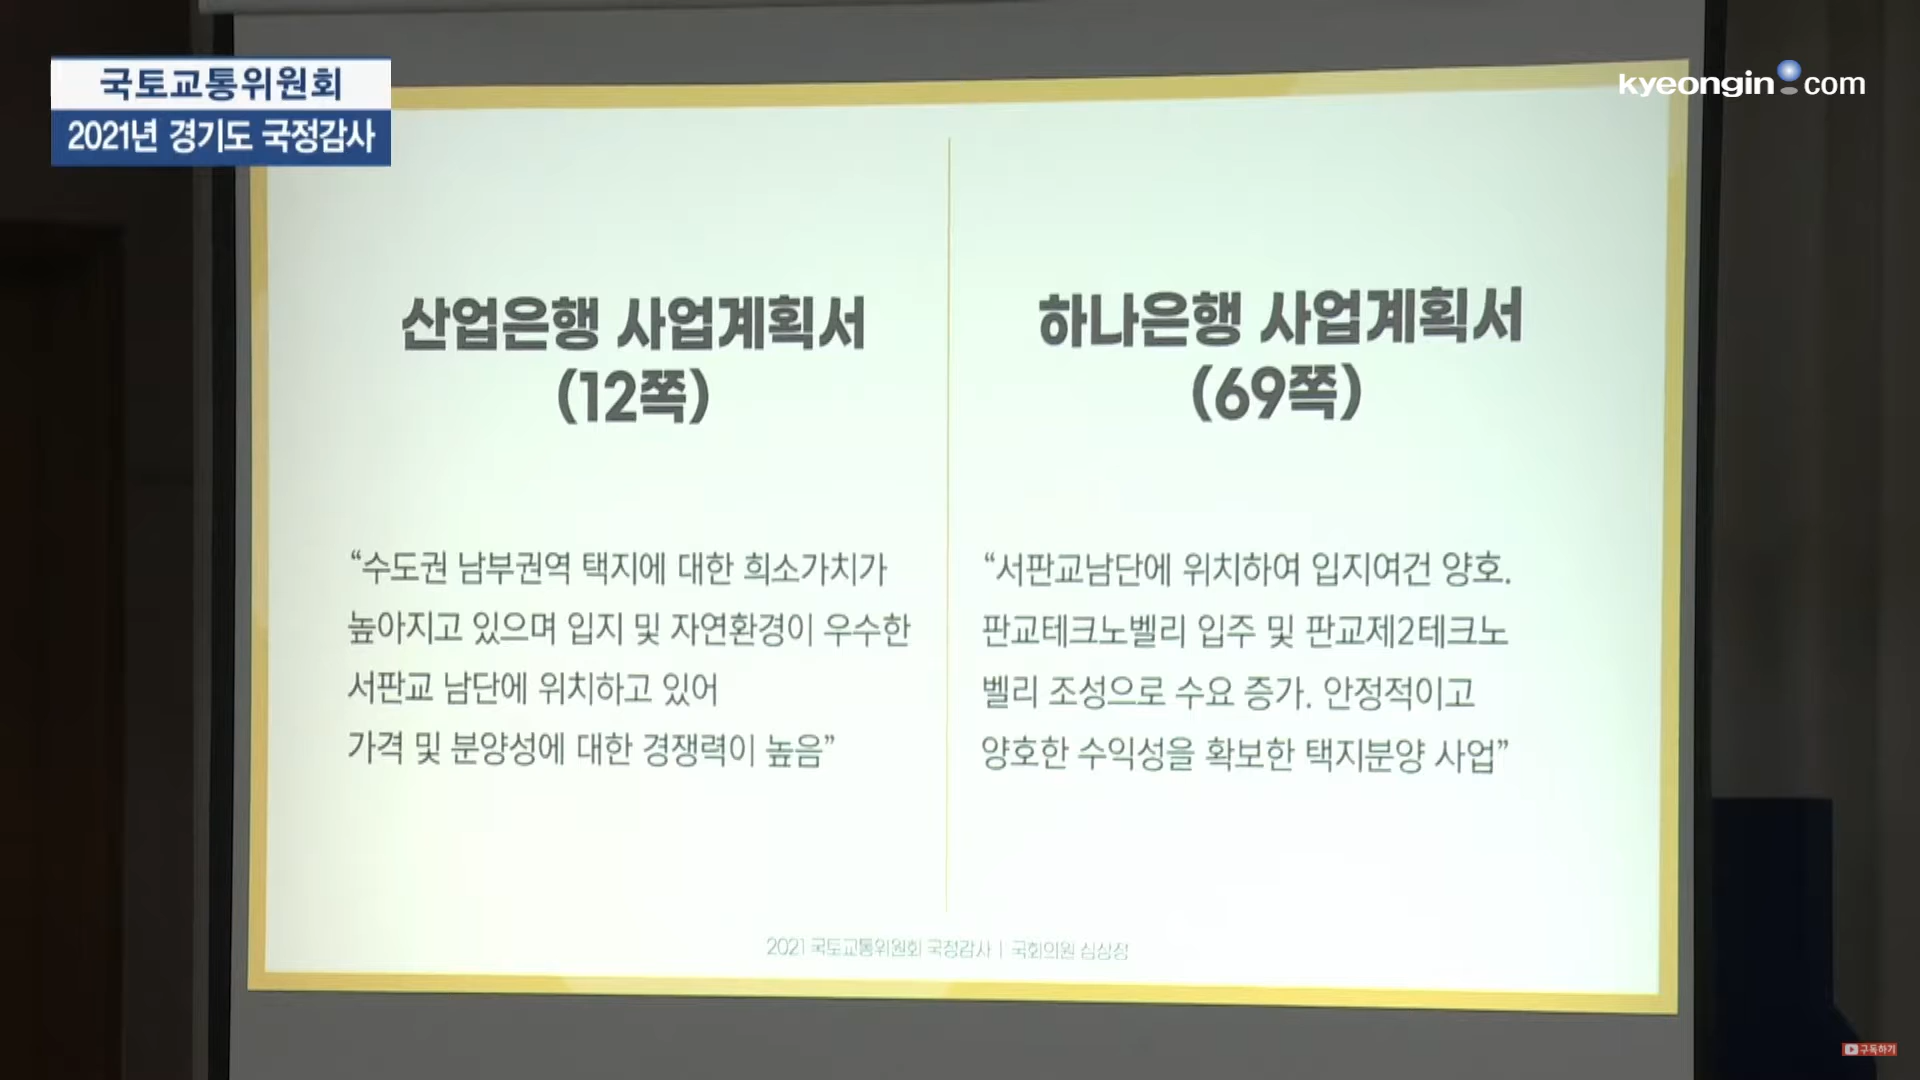 국토교통위원회
2021년 경기도 국정감사
kyeongin.com
산업은행 사업계획서
(12쪽)
“수도권 남부권역 택지에 대한 희소가치가
높아지고 있으며 입지 및 자연환경이 우수한
서판교 남단에 위치하고 있어
가격 및 분양성에 대한 경쟁력이 높음”
하나은행 사업계획서
(69쪽)
“서판교남단에 위치하여 입지여건 양호.
판교테크노벨리 입주 및 판교제2테크노
벨리 조성으로 수요 증가. 안정적이고
양호한 수익성을 확보한 택지분양 사업”
2021 국토교통위원회 국정감사 | 국회의원 심상정
구독하기